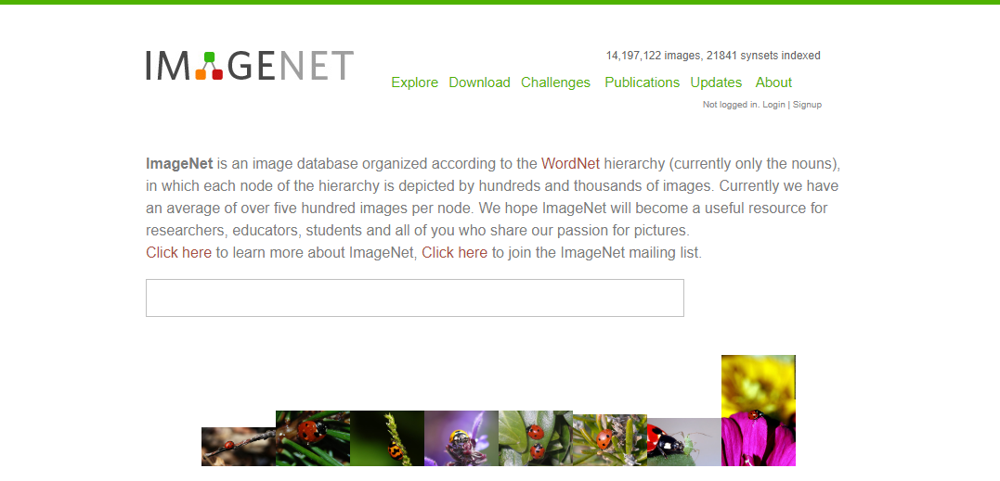 IMAGENET
14,197,122 images, 21841 synsets indexed
Explore Download Challenges Publications Updates About
Not logged in. Login | Signup
ImageNet is an image database organized according to the WordNet hierarchy (currently only the nouns),
in which each node of the hierarchy is depicted by hundreds and thousands of images. Currently we have
an average of over five hundred images per node. We hope ImageNet will become a useful resource for
researchers, educators, students and all of you who share our passion for pictures.
Click here to learn more about ImageNet, Click here to join the ImageNet mailing list.